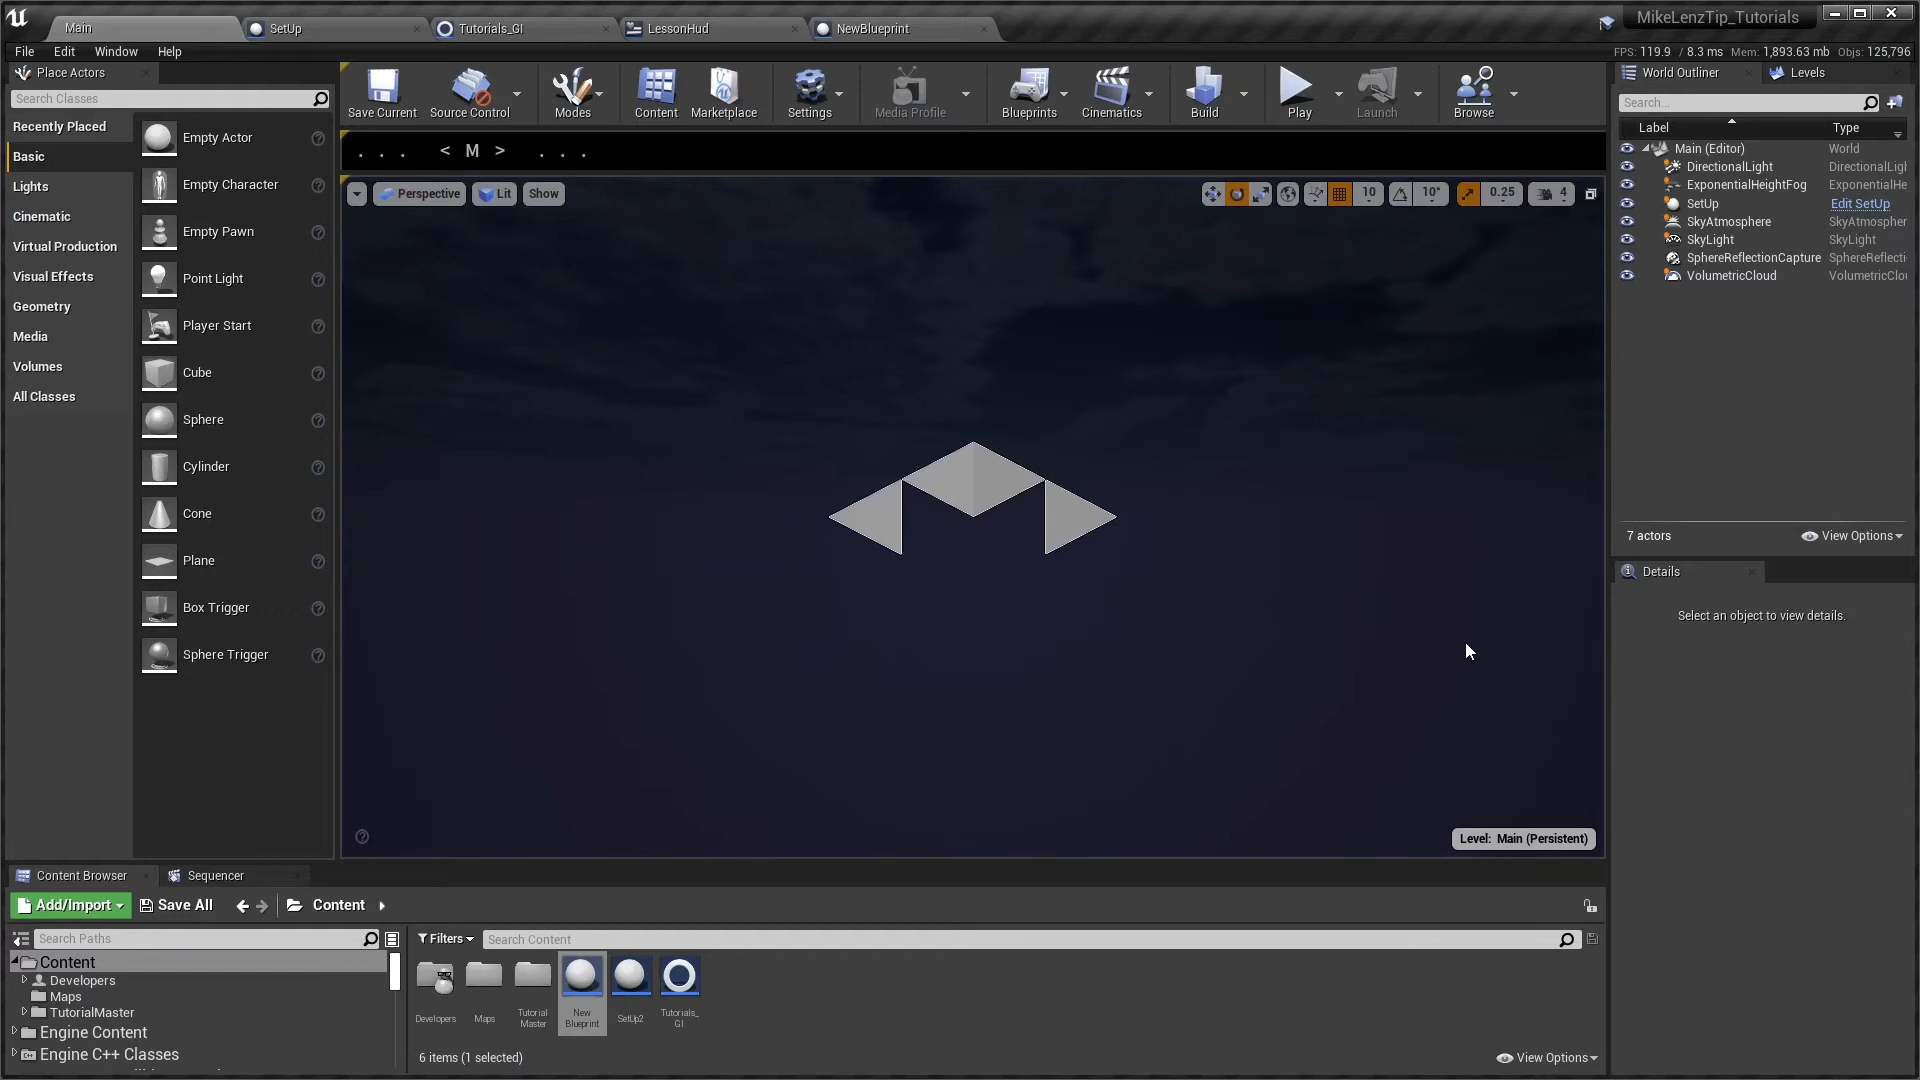 Main SetUp Tutorials_GI LessonHud NewBlueprint MikeLenzTip_Tutorials
File Edit Window Help FPS: 119.9 / 8.3 ms Mem: 1,893.63 mb Objs: 125,796
Place Actors
Search Classes
Recently Placed
Basic
Lights
Cinematic
Virtual Production
Visual Effects
Geometry
Media
Volumes
All Classes
Empty Actor
Empty Character
Empty Pawn
Point Light
Player Start
Cube
Sphere
Cylinder
Cone
Plane
Box Trigger
Sphere Trigger
Save Current Source Control Modes Content Marketplace Settings Media Profile Blueprints Cinematics Build Play Launch Browse
. . . < M > . . .
Perspective Lit Show 10 10° 0.25 4
Level: Main (Persistent)
World Outliner Levels
Search...
Label Type
Main (Editor) World
DirectionalLight DirectionalLigh
ExponentialHeightFog ExponentialHe
SetUp Edit SetUp
SkyAtmosphere SkyAtmospher
SkyLight SkyLight
SphereReflectionCapture SphereReflecti
VolumetricCloud VolumetricClou
7 actors View Options
Details
Select an object to view details.
Content Browser Sequencer
Add/Import Save All Content
Search Paths
Content
Developers
Maps
TutorialMaster
Engine Content
Engine C++ Classes
Filters Search Content
Developers Maps Tutorial Master New Blueprint SetUp2 Tutorials_GI
6 items (1 selected) View Options